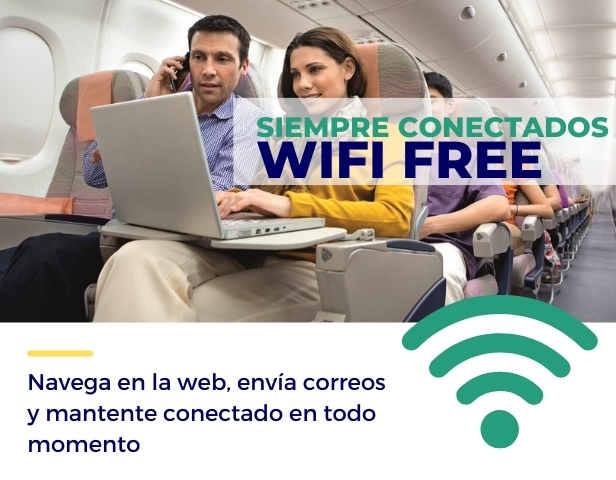 SIEMPRE CONECTADOS
WIFI FREE
Navega en la web, envía correos
y mantente conectado en todo
momento